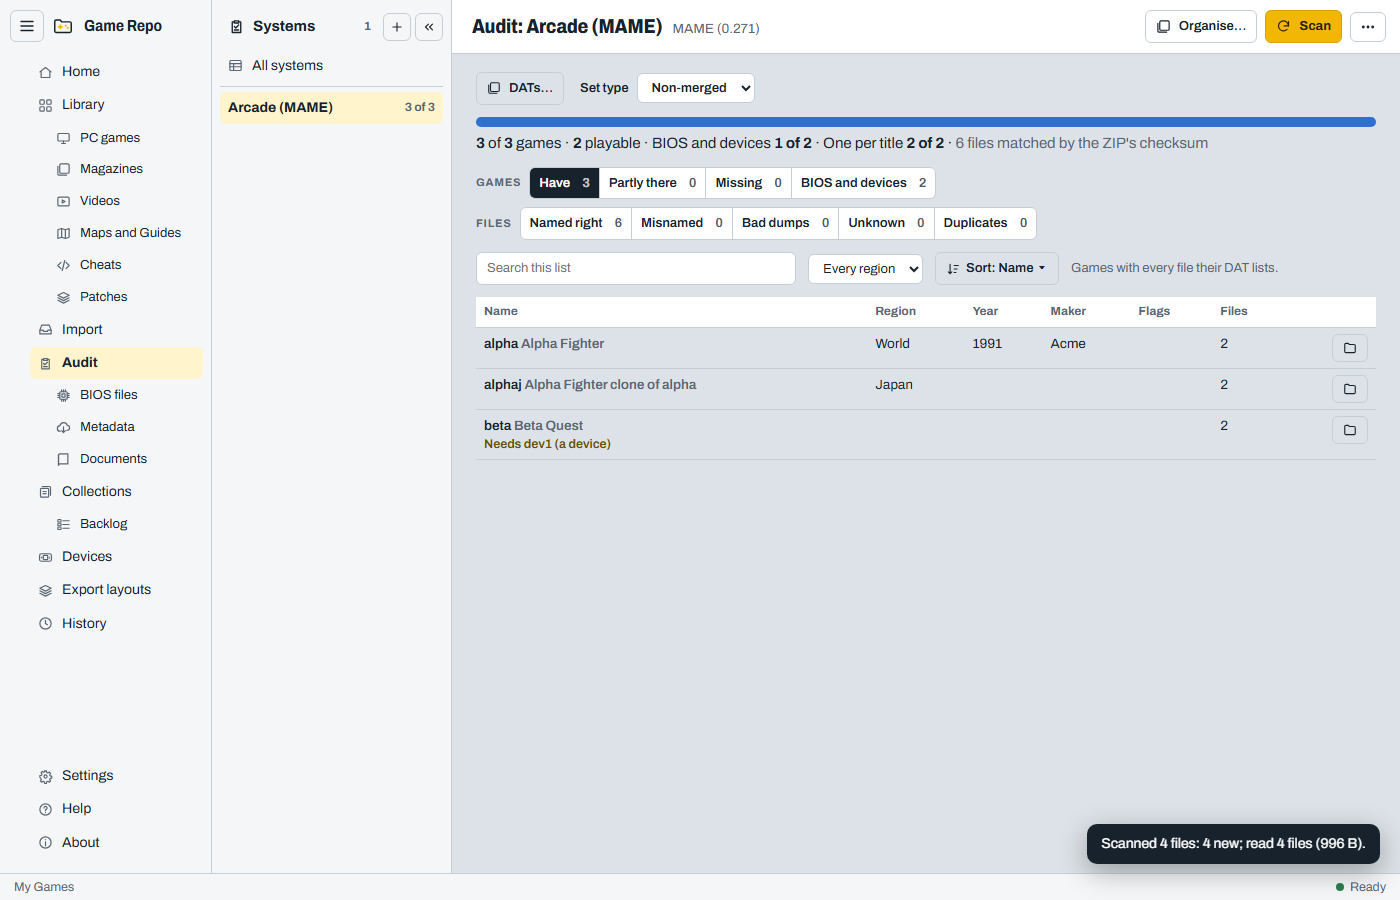 Game Repo
Home
Library
PC games
Magazines
Videos
Maps and Guides
Cheats
Patches
Import
Audit
BIOS files
Metadata
Documents
Collections
Backlog
Devices
Export layouts
History
Settings
Help
About
Systems 1
All systems
Arcade (MAME) 3 of 3
Audit: Arcade (MAME) MAME (0.271)
Organise... Scan
DATs... Set type Non-merged
3 of 3 games · 2 playable · BIOS and devices 1 of 2 · One per title 2 of 2 · 6 files matched by the ZIP's checksum
GAMES Have 3 Partly there 0 Missing 0 BIOS and devices 2
FILES Named right 6 Misnamed 0 Bad dumps 0 Unknown 0 Duplicates 0
Search this list Every region Sort: Name Games with every file their DAT lists.
Name Region Year Maker Flags Files
alpha Alpha Fighter World 1991 Acme 2
alphaj Alpha Fighter clone of alpha Japan 2
beta Beta Quest 2
Needs dev1 (a device)
Scanned 4 files: 4 new; read 4 files (996 B).
My Games Ready